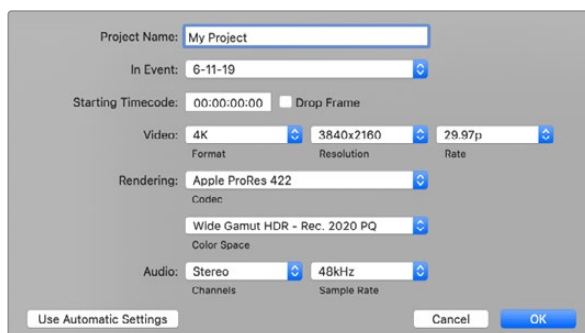 Project Name: My Project
In Event: 6-11-19
Starting Timecode: 00:00:00:00 Drop Frame
Video: 4K 3840x2160 29.97p
Format Resolution Rate
Rendering: Apple ProRes 422
Codec
Wide Gamut HDR - Rec. 2020 PQ
Color Space
Audio: Stereo 48kHz
Channels Sample Rate
Use Automatic Settings Cancel OK